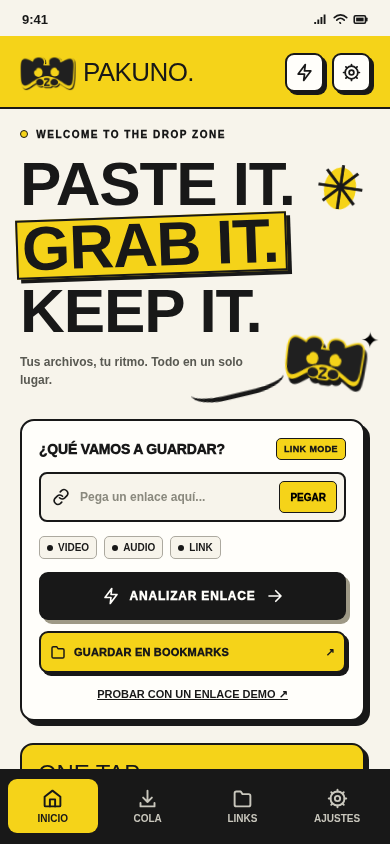 9:41
PAKUNO.
WELCOME TO THE DROP ZONE
PASTE IT.
GRAB IT.
KEEP IT.
Tus archivos, tu ritmo. Todo en un solo
lugar.
¿QUÉ VAMOS A GUARDAR?
LINK MODE
Pega un enlace aquí...
PEGAR
VIDEO
AUDIO
LINK
ANALIZAR ENLACE →
GUARDAR EN BOOKMARKS ↗
PROBAR CON UN ENLACE DEMO ↗
ONE TAP
INICIO
COLA
LINKS
AJUSTES